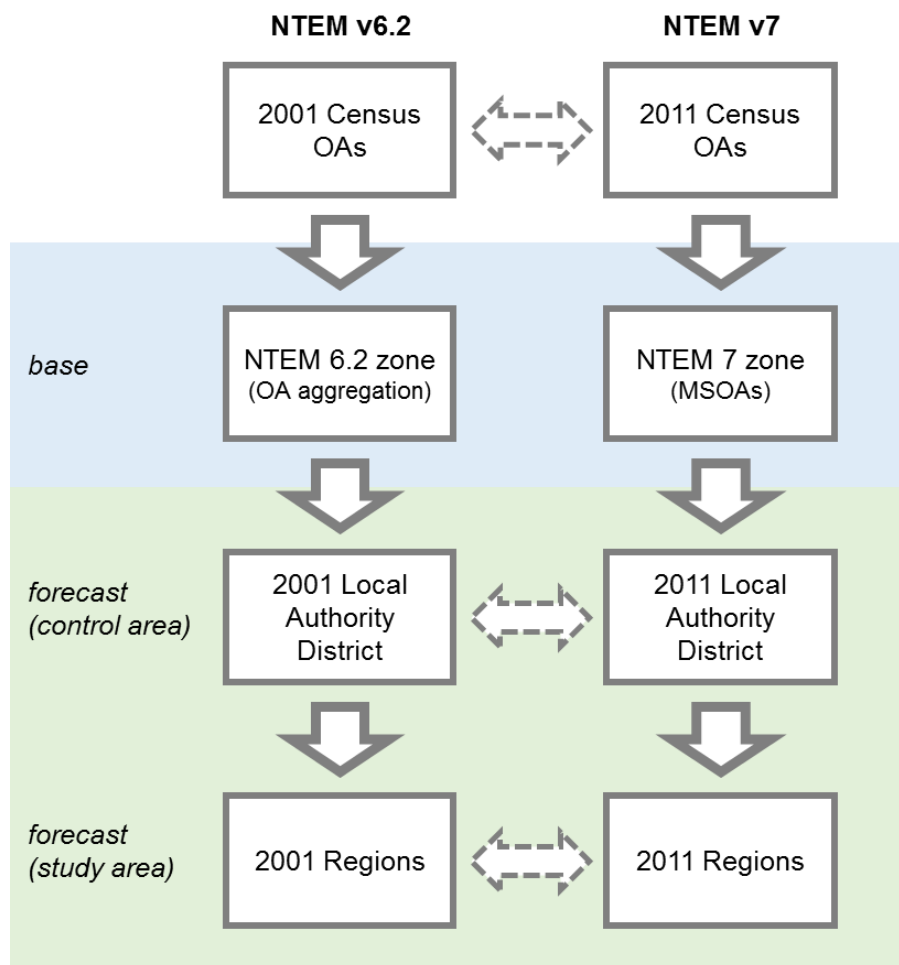 NTEM v6.2
NTEM v7
2001 Census
OAs
2011 Census
OAs
base
NTEM 6.2 zone
(OA aggregation)
NTEM 7 zone
(MSOAs)
forecast
(control area)
2001 Local
Authority
District
2011 Local
Authority
District
forecast
(study area)
2001 Regions
2011 Regions